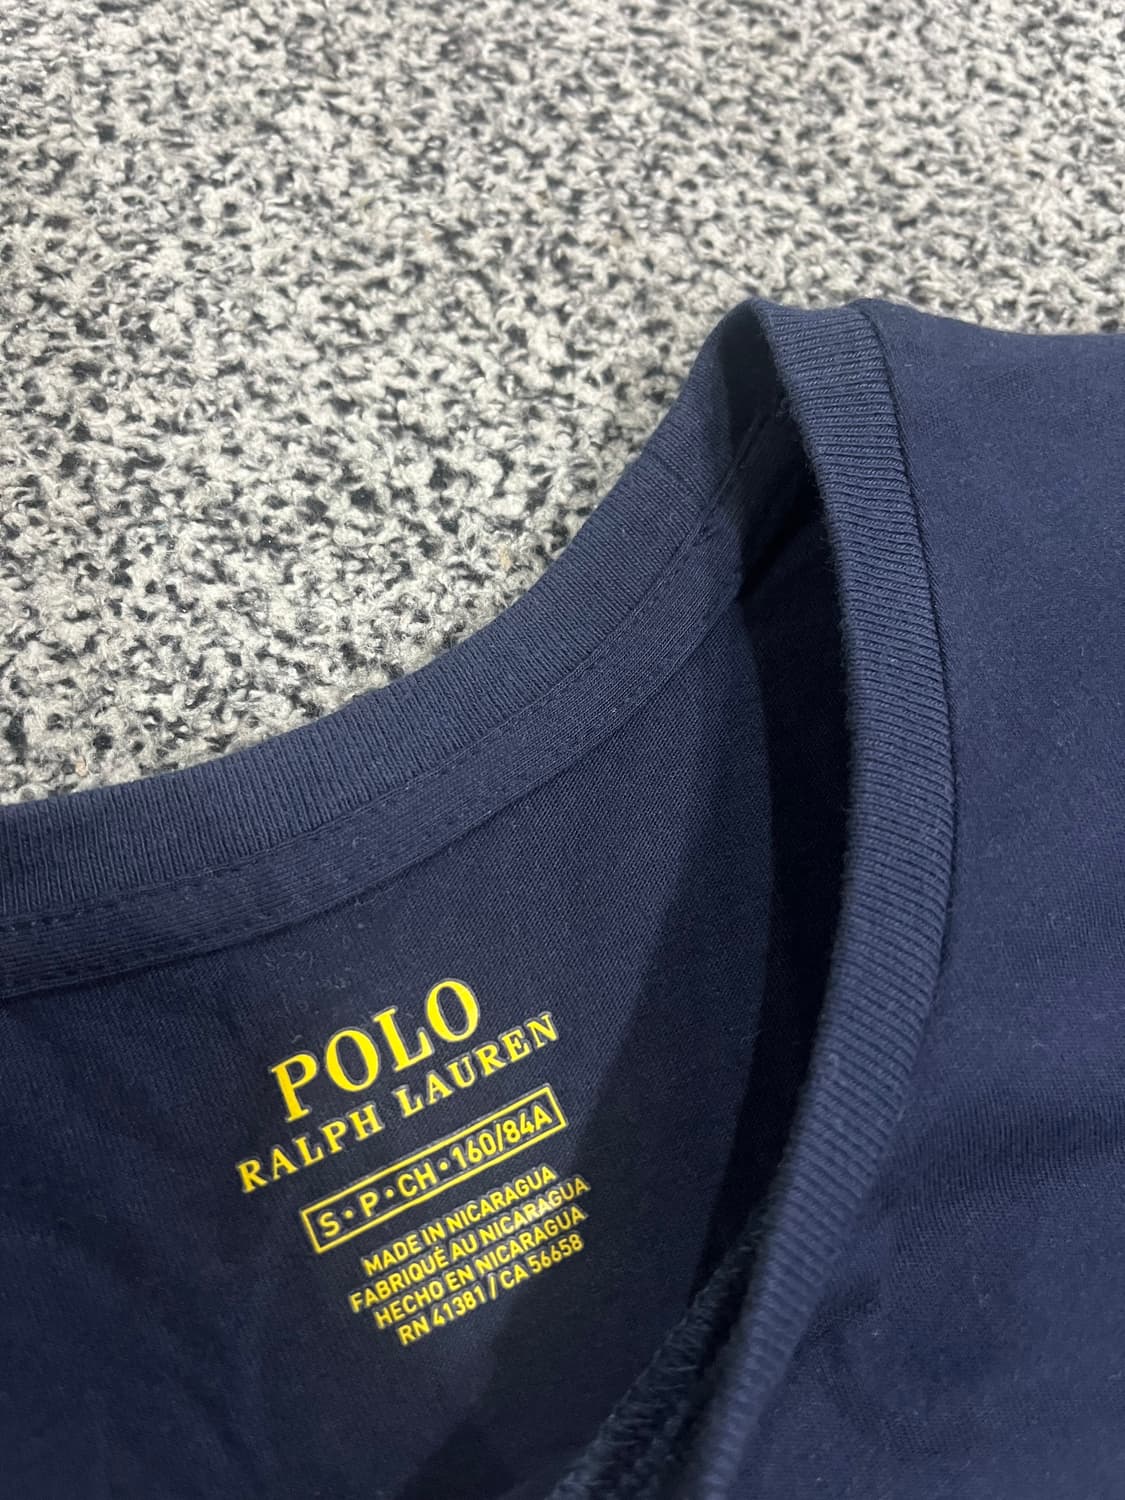 POLO
RALPH LAUREN
S•P•CH•160/84A
MADE IN NICARAGUA
FABRIQUÉ AU NICARAGUA
HECHO EN NICARAGUA
RN 41381 / CA 56658